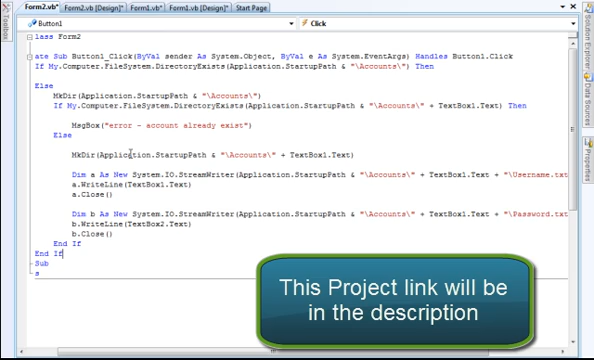 Form2.vb* Form2.vb [Design]* Form1.vb* Form1.vb [Design]* Start Page
Button1 Click
lass Form2
ate Sub Button1_Click(ByVal sender As System.Object, ByVal e As System.EventArgs) Handles Button1.Click
If My.Computer.FileSystem.DirectoryExists(Application.StartupPath & "\Accounts\") Then
Else
MkDir(Application.StartupPath & "\Accounts\")
If My.Computer.FileSystem.DirectoryExists(Application.StartupPath & "\Accounts\" + TextBox1.Text) Then
MsgBox("error - account already exist")
Else
MkDir(Application.StartupPath & "\Accounts\" + TextBox1.Text)
Dim a As New System.IO.StreamWriter(Application.StartupPath & "\Accounts\" + TextBox1.Text + "\Username.txt
a.WriteLine(TextBox1.Text)
a.Close()
Dim b As New System.IO.StreamWriter(Application.StartupPath & "\Accounts\" + TextBox1.Text + "\Password.txt
b.WriteLine(TextBox2.Text)
b.Close()
End If
End If
Sub
s
This Project link will be
in the description
Toolbox
Solution Explorer
Data Sources
Properties